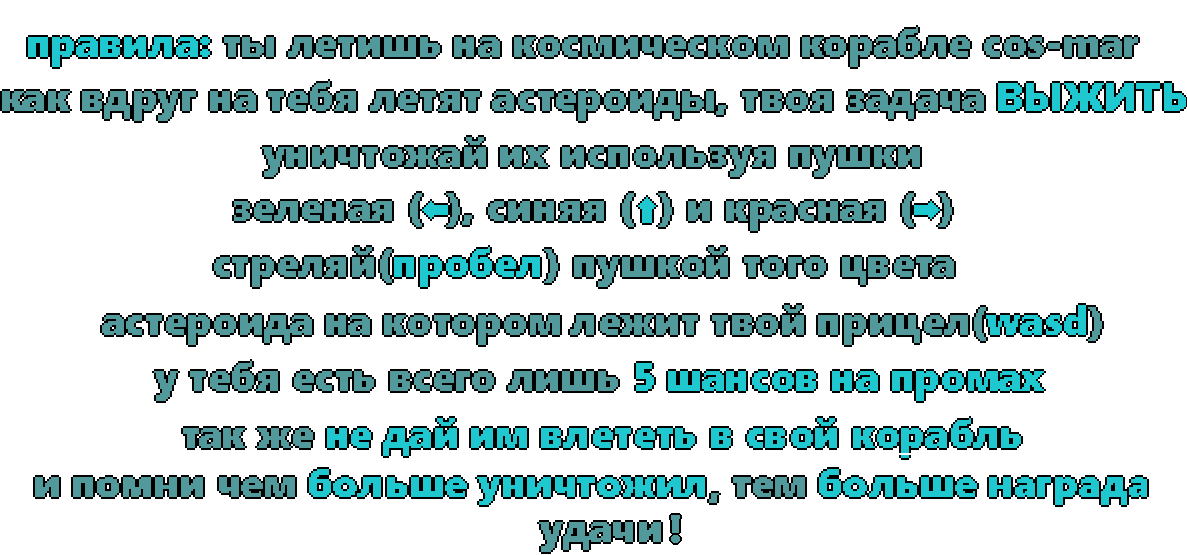 правила: ты летишь на космическом корабле cos-mar
как вдруг на тебя летят астероиды, твоя задача ВЫЖИТЬ
уничтожай их используя пушки
зеленая (←), синяя (↑) и красная (→)
стреляй(пробел) пушкой того цвета
астероида на котором лежит твой прицел(wasd)
у тебя есть всего лишь 5 шансов на промах
так же не дай им влететь в свой корабль
и помни чем больше уничтожил, тем больше награда
удачи!